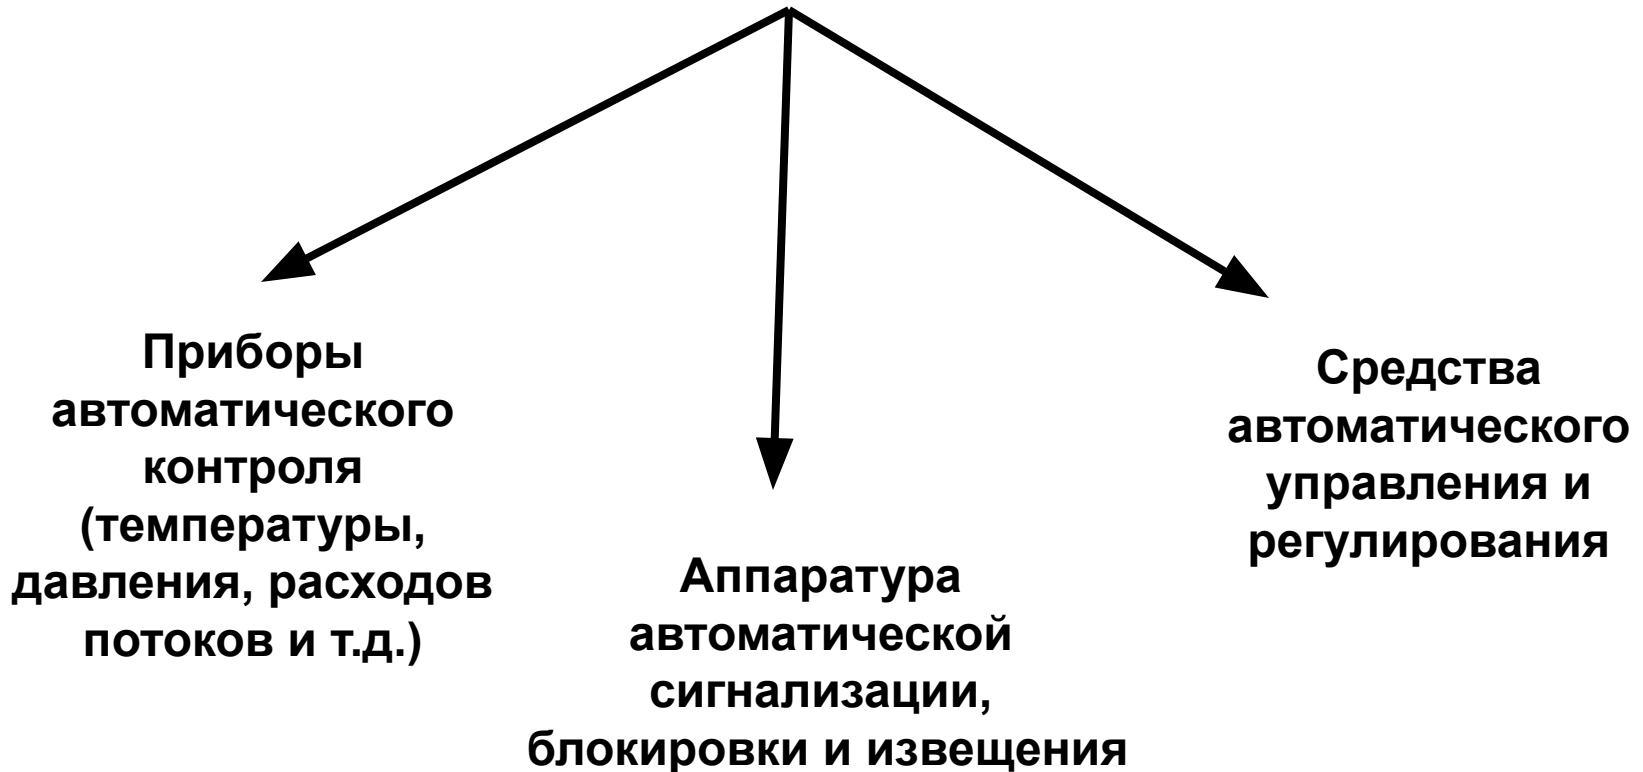 Приборы
автоматического
контроля
(температуры,
давления, расходов
потоков и т.д.)
Аппаратура
автоматической
сигнализации,
блокировки и извещения
Средства
автоматического
управления и
регулирования